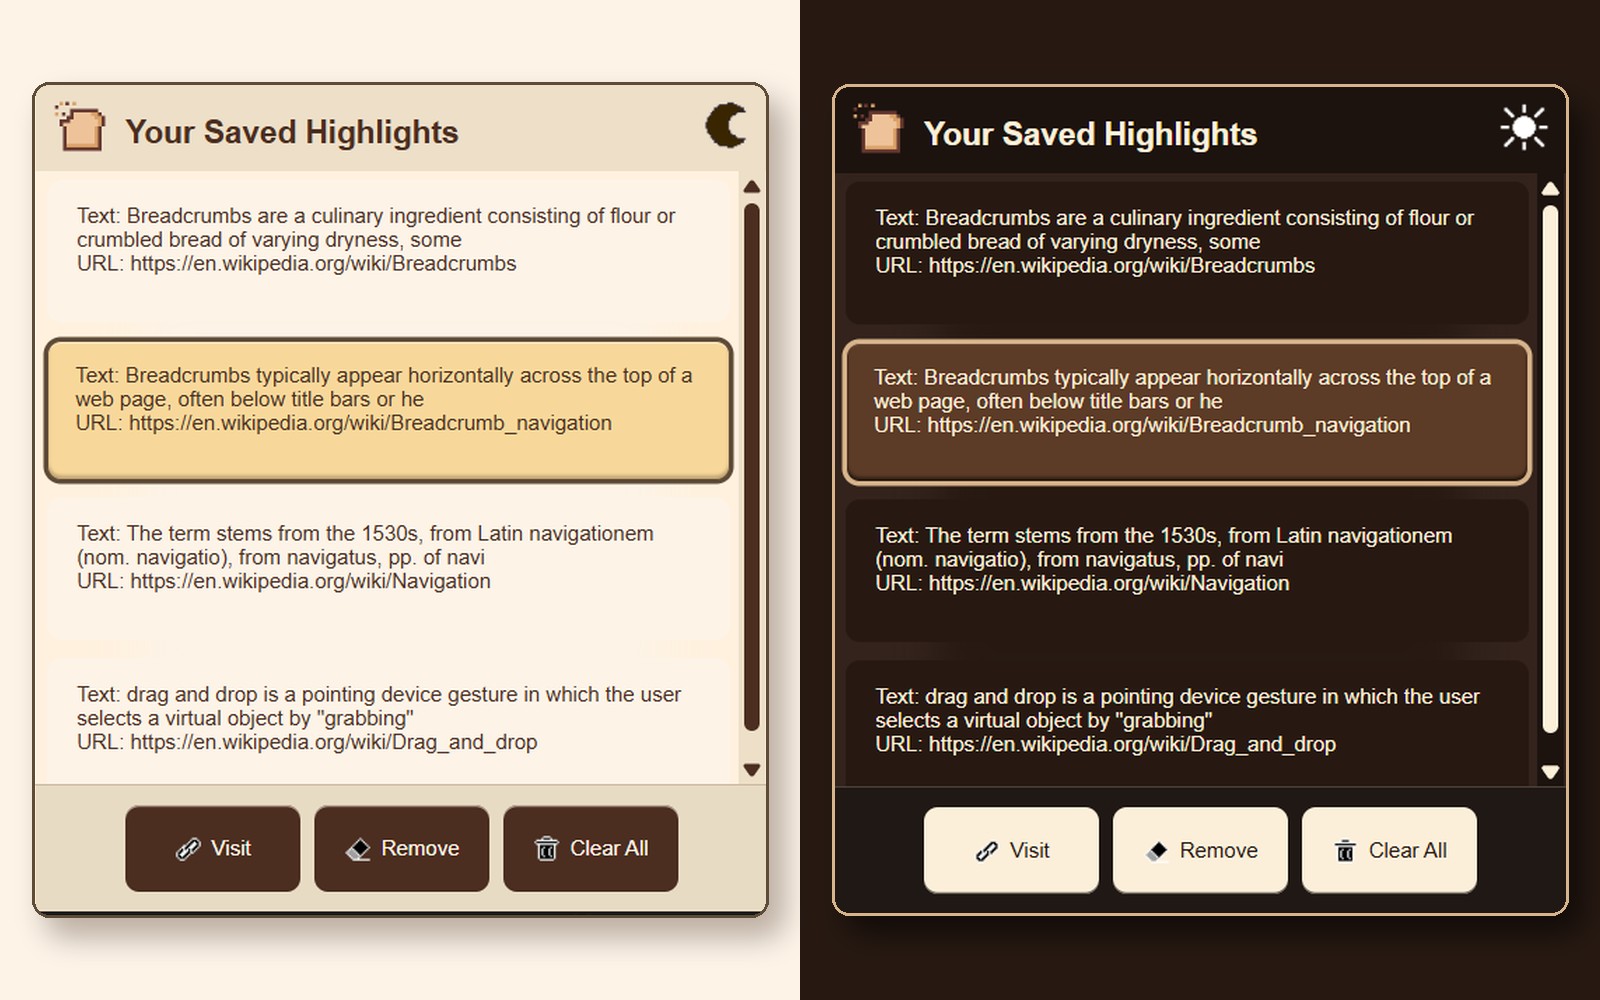 Your Saved Highlights
Text: Breadcrumbs are a culinary ingredient consisting of flour or
crumbled bread of varying dryness, some
URL: https://en.wikipedia.org/wiki/Breadcrumbs
Text: Breadcrumbs typically appear horizontally across the top of a
web page, often below title bars or he
URL: https://en.wikipedia.org/wiki/Breadcrumb_navigation
Text: The term stems from the 1530s, from Latin navigationem
(nom. navigatio), from navigatus, pp. of navi
URL: https://en.wikipedia.org/wiki/Navigation
Text: drag and drop is a pointing device gesture in which the user
selects a virtual object by "grabbing"
URL: https://en.wikipedia.org/wiki/Drag_and_drop
Visit
Remove
Clear All
Your Saved Highlights
Text: Breadcrumbs are a culinary ingredient consisting of flour or
crumbled bread of varying dryness, some
URL: https://en.wikipedia.org/wiki/Breadcrumbs
Text: Breadcrumbs typically appear horizontally across the top of a
web page, often below title bars or he
URL: https://en.wikipedia.org/wiki/Breadcrumb_navigation
Text: The term stems from the 1530s, from Latin navigationem
(nom. navigatio), from navigatus, pp. of navi
URL: https://en.wikipedia.org/wiki/Navigation
Text: drag and drop is a pointing device gesture in which the user
selects a virtual object by "grabbing"
URL: https://en.wikipedia.org/wiki/Drag_and_drop
Visit
Remove
Clear All